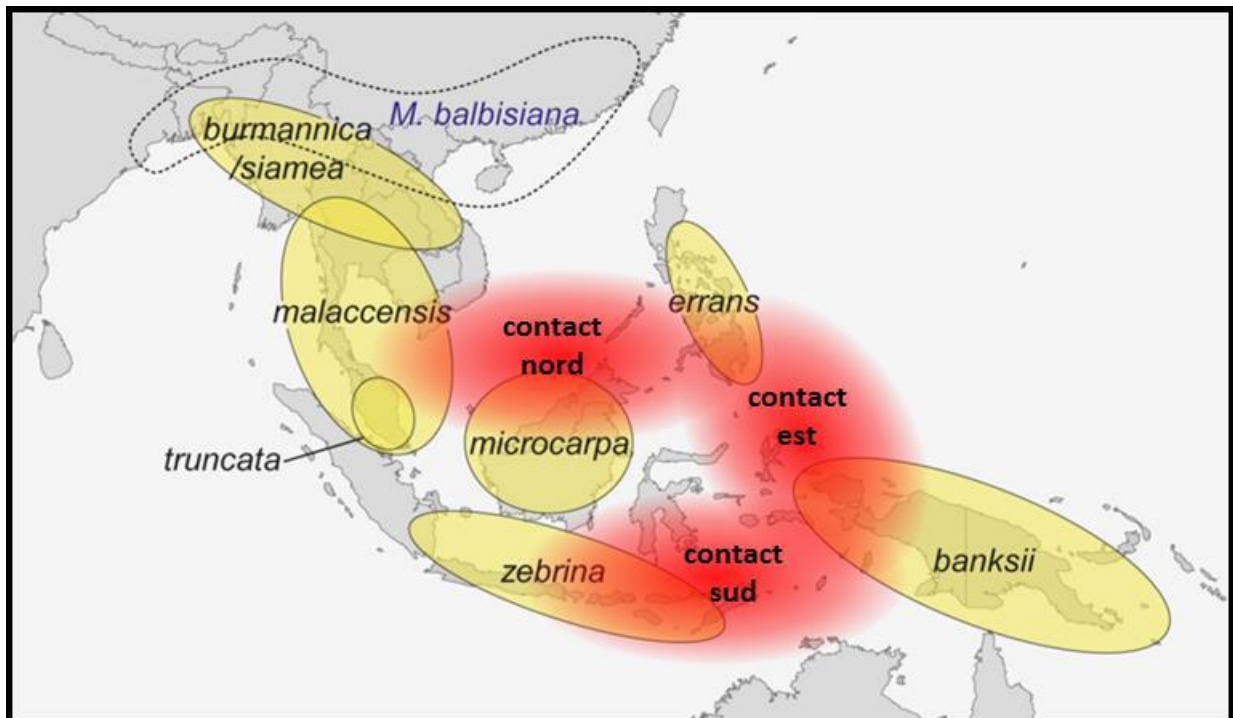 M. balbisiana
burmannica
/siamea
malaccensis
errans
contact
nord
contact
est
microcarpa
truncata
zebrina
contact
sud
banksii